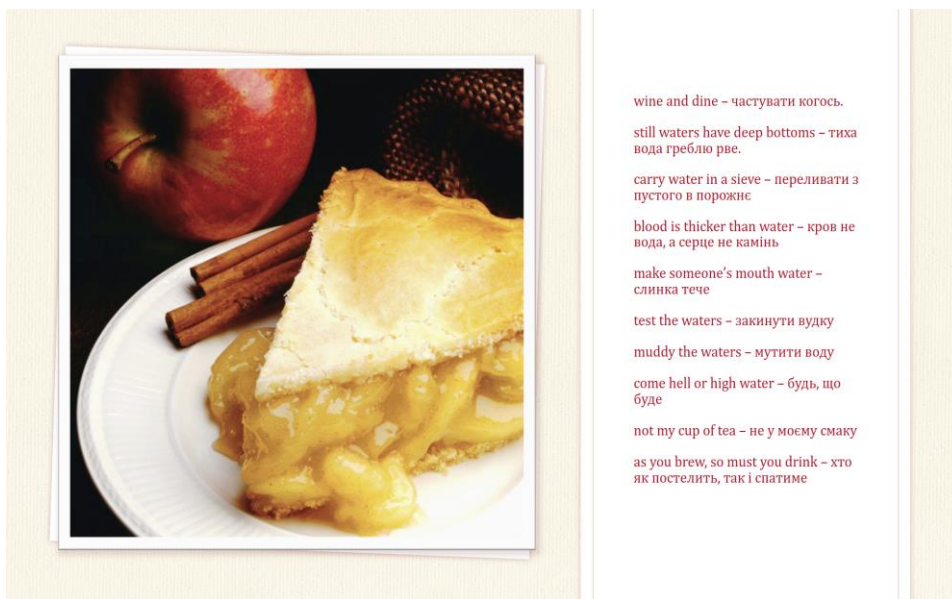 wine and dine – частувати когось.
still waters have deep bottoms – тиха
вода греблю рве.
carry water in a sieve – переливати з
пустого в порожнє
blood is thicker than water – кров не
вода, а серце не камінь
make someone's mouth water –
слинка тече
test the waters – закинути вудку
muddy the waters – мутити воду
come hell or high water – будь, що
буде
not my cup of tea – не у моєму смаку
as you brew, so must you drink – хто
як постелить, так і спатиме